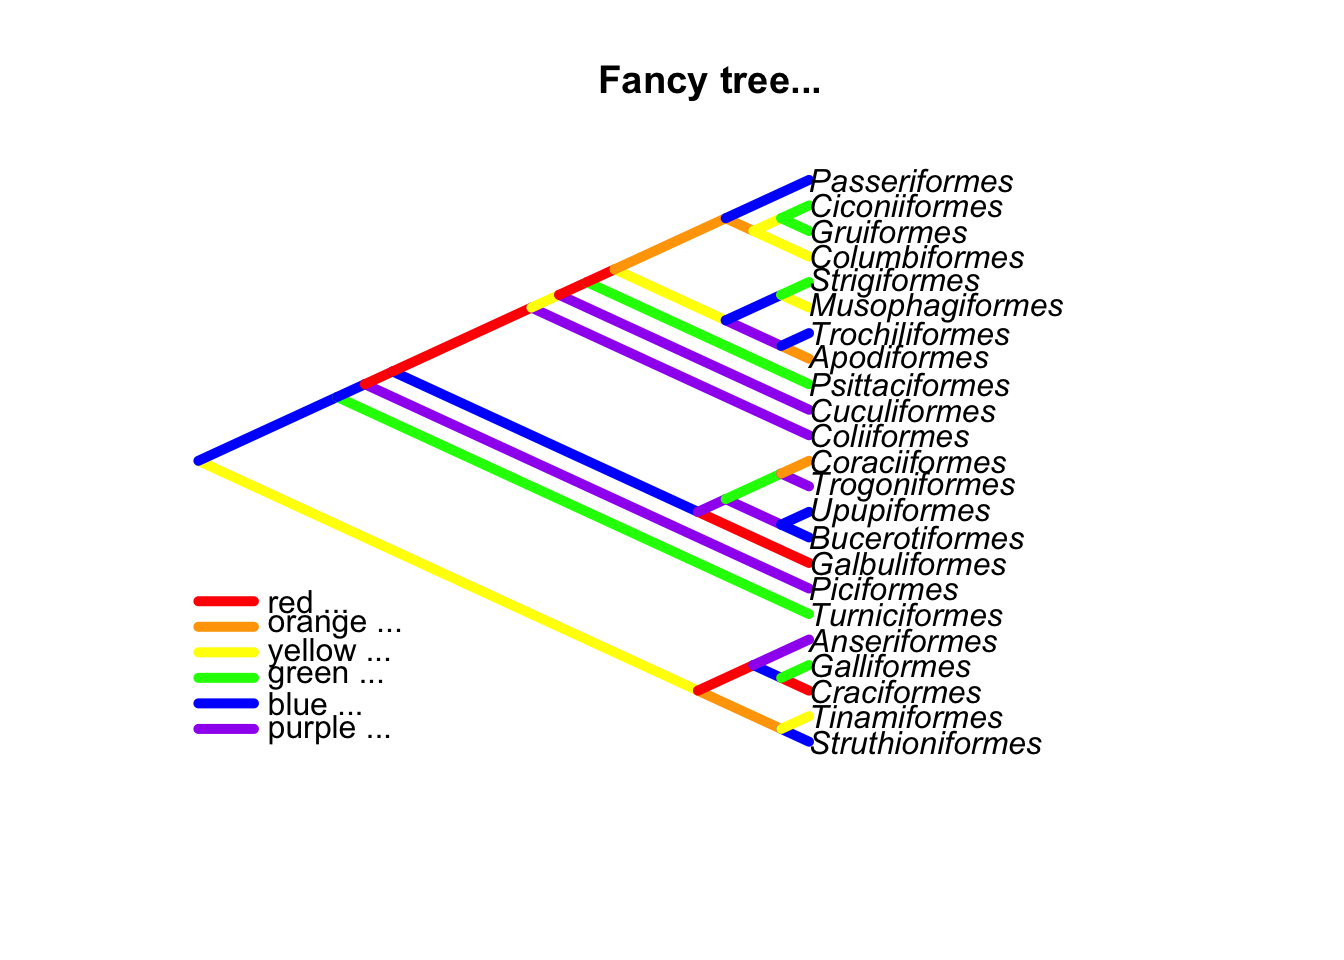 Fancy tree...
Passeriformes
Ciconiiformes
Gruiformes
Columbiformes
Strigiformes
Musophagiformes
Trochiliformes
Apodiformes
Psittaciformes
Cuculiformes
Coliiformes
Coraciiformes
Trogoniformes
Upupiformes
Bucerotiformes
Galbuliformes
Piciformes
Turniciformes
Anseriformes
Galliformes
Craciformes
Tinamiformes
Struthioniformes
red ...
orange ...
yellow ...
green ...
blue ...
purple ...